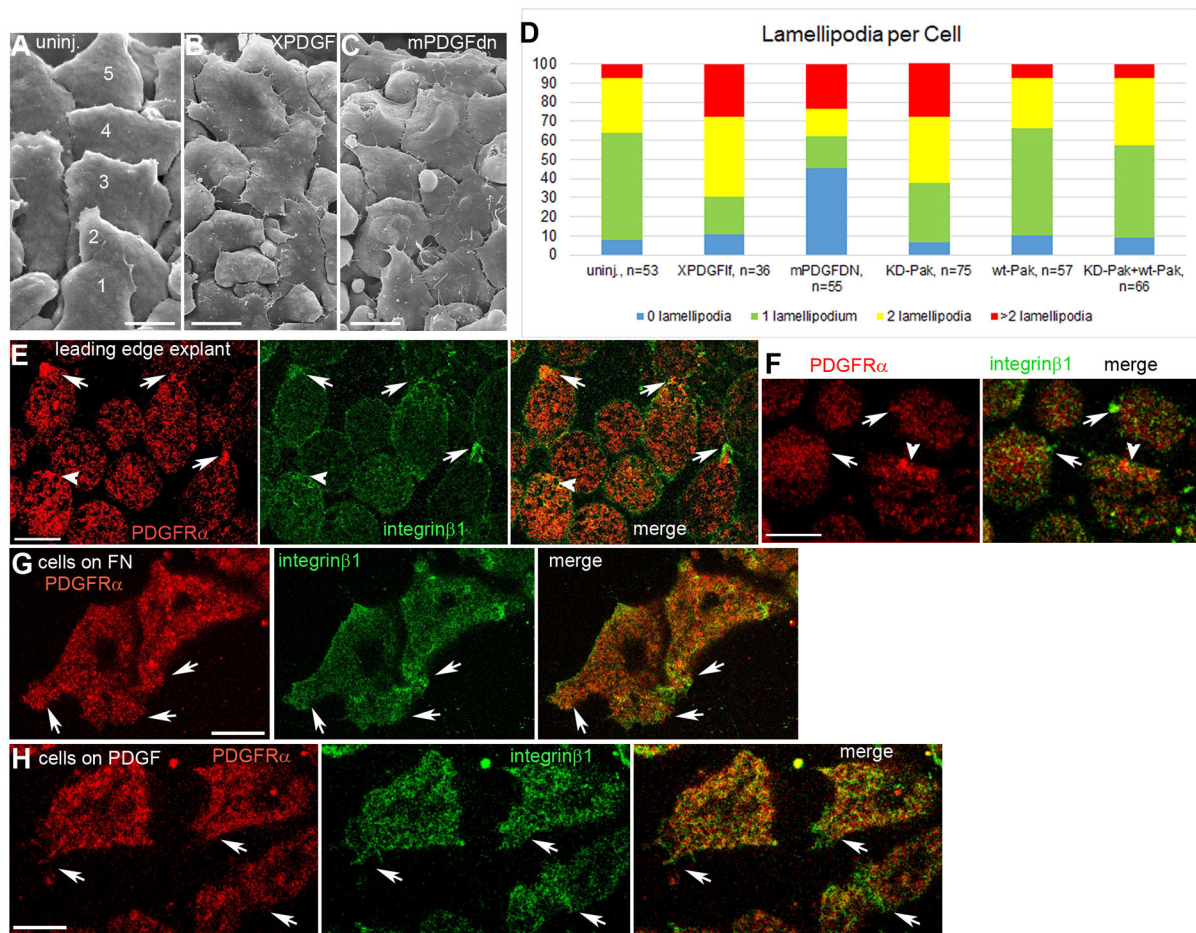 A uninj.
B XPDGF
C mPDGFdn
5
4
3
2
1
D
Lamellipodia per Cell
100
90
80
70
60
50
40
30
20
10
0
uninj., n=53
XPDGFlf, n=36
mPDGFDN,
n=55
KD-Pak, n=75
wt-Pak, n=57
KD-Pak+wt-Pak,
n=66
0 lamellipodia
1 lamellipodium
2 lamellipodia
>2 lamellipodia
E leading edge explant
PDGFRα
integrinβ1
merge
F
PDGFRα
integrinβ1
merge
G cells on FN
PDGFRα
integrinβ1
merge
H cells on PDGF
PDGFRα
integrinβ1
merge